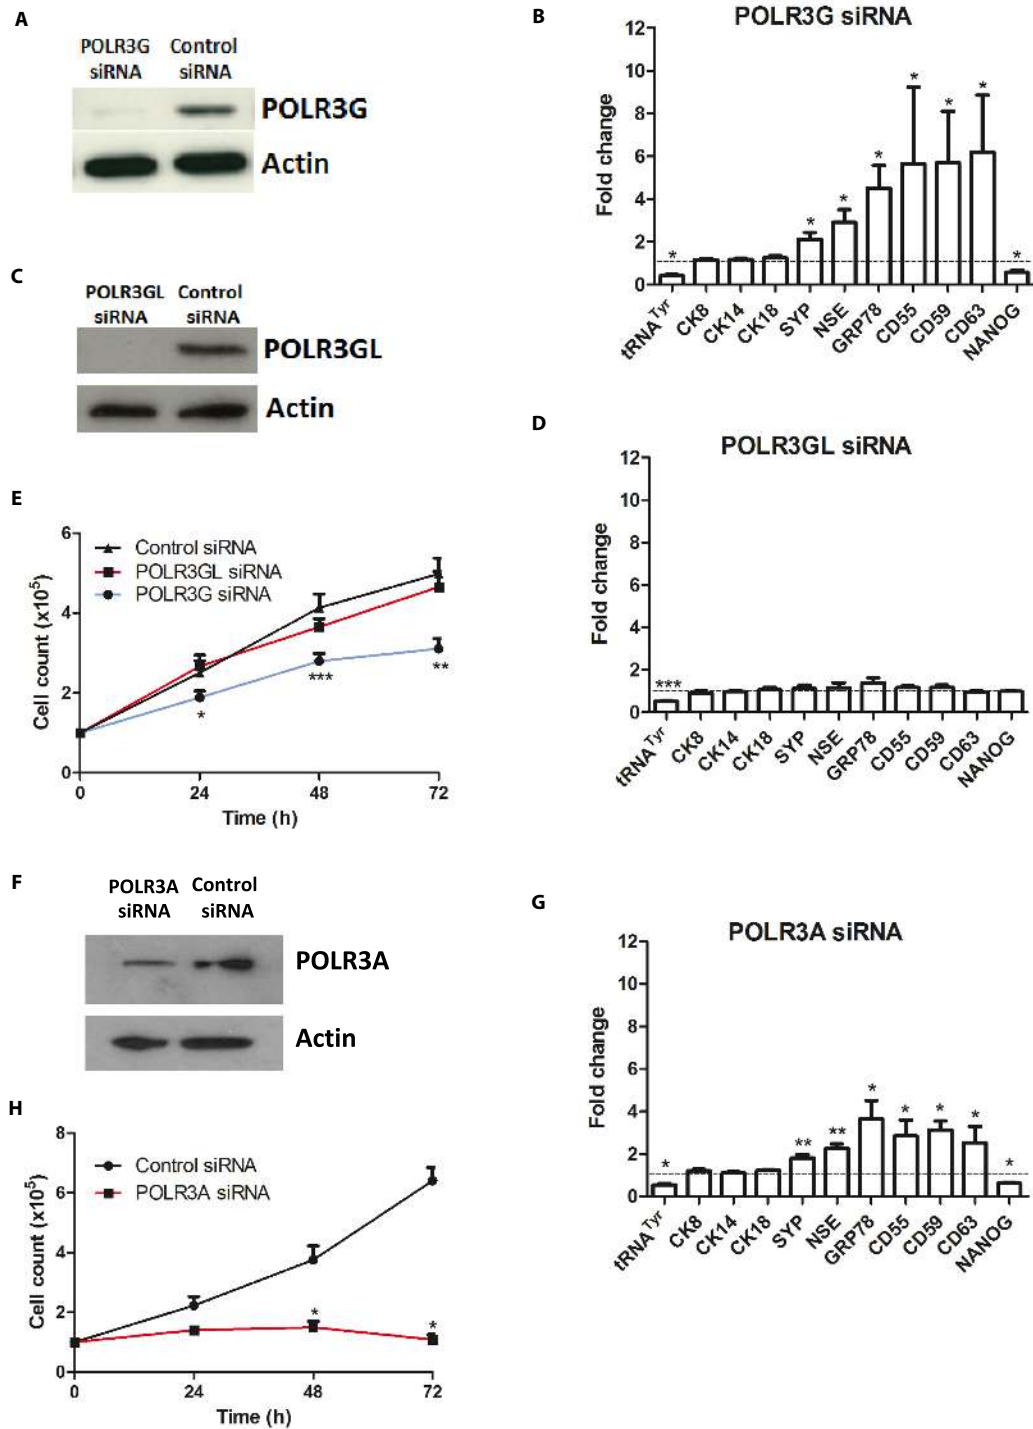 A
POLR3G siRNA
Control siRNA
POLR3G
Actin
B
POLR3G siRNA
Fold change
12
10
8
6
4
2
0
*
*
*
*
*
*
*
*
tRNATyr
CK8
CK14
CK18
SYP
NSE
GRP78
CD55
CD59
CD63
NANOG
C
POLR3GL siRNA
Control siRNA
POLR3GL
Actin
D
POLR3GL siRNA
Fold change
12
10
8
6
4
2
0
***
tRNATyr
CK8
CK14
CK18
SYP
NSE
GRP78
CD55
CD59
CD63
NANOG
E
Cell count (x10⁵)
6
4
2
0
Control siRNA
POLR3GL siRNA
POLR3G siRNA
*
***
**
0
24
48
72
Time (h)
F
POLR3A siRNA
Control siRNA
POLR3A
Actin
G
POLR3A siRNA
Fold change
12
10
8
6
4
2
0
*
**
**
*
*
*
*
*
tRNATyr
CK8
CK14
CK18
SYP
NSE
GRP78
CD55
CD59
CD63
NANOG
H
Cell count (x10⁵)
8
6
4
2
0
Control siRNA
POLR3A siRNA
*
*
0
24
48
72
Time (h)